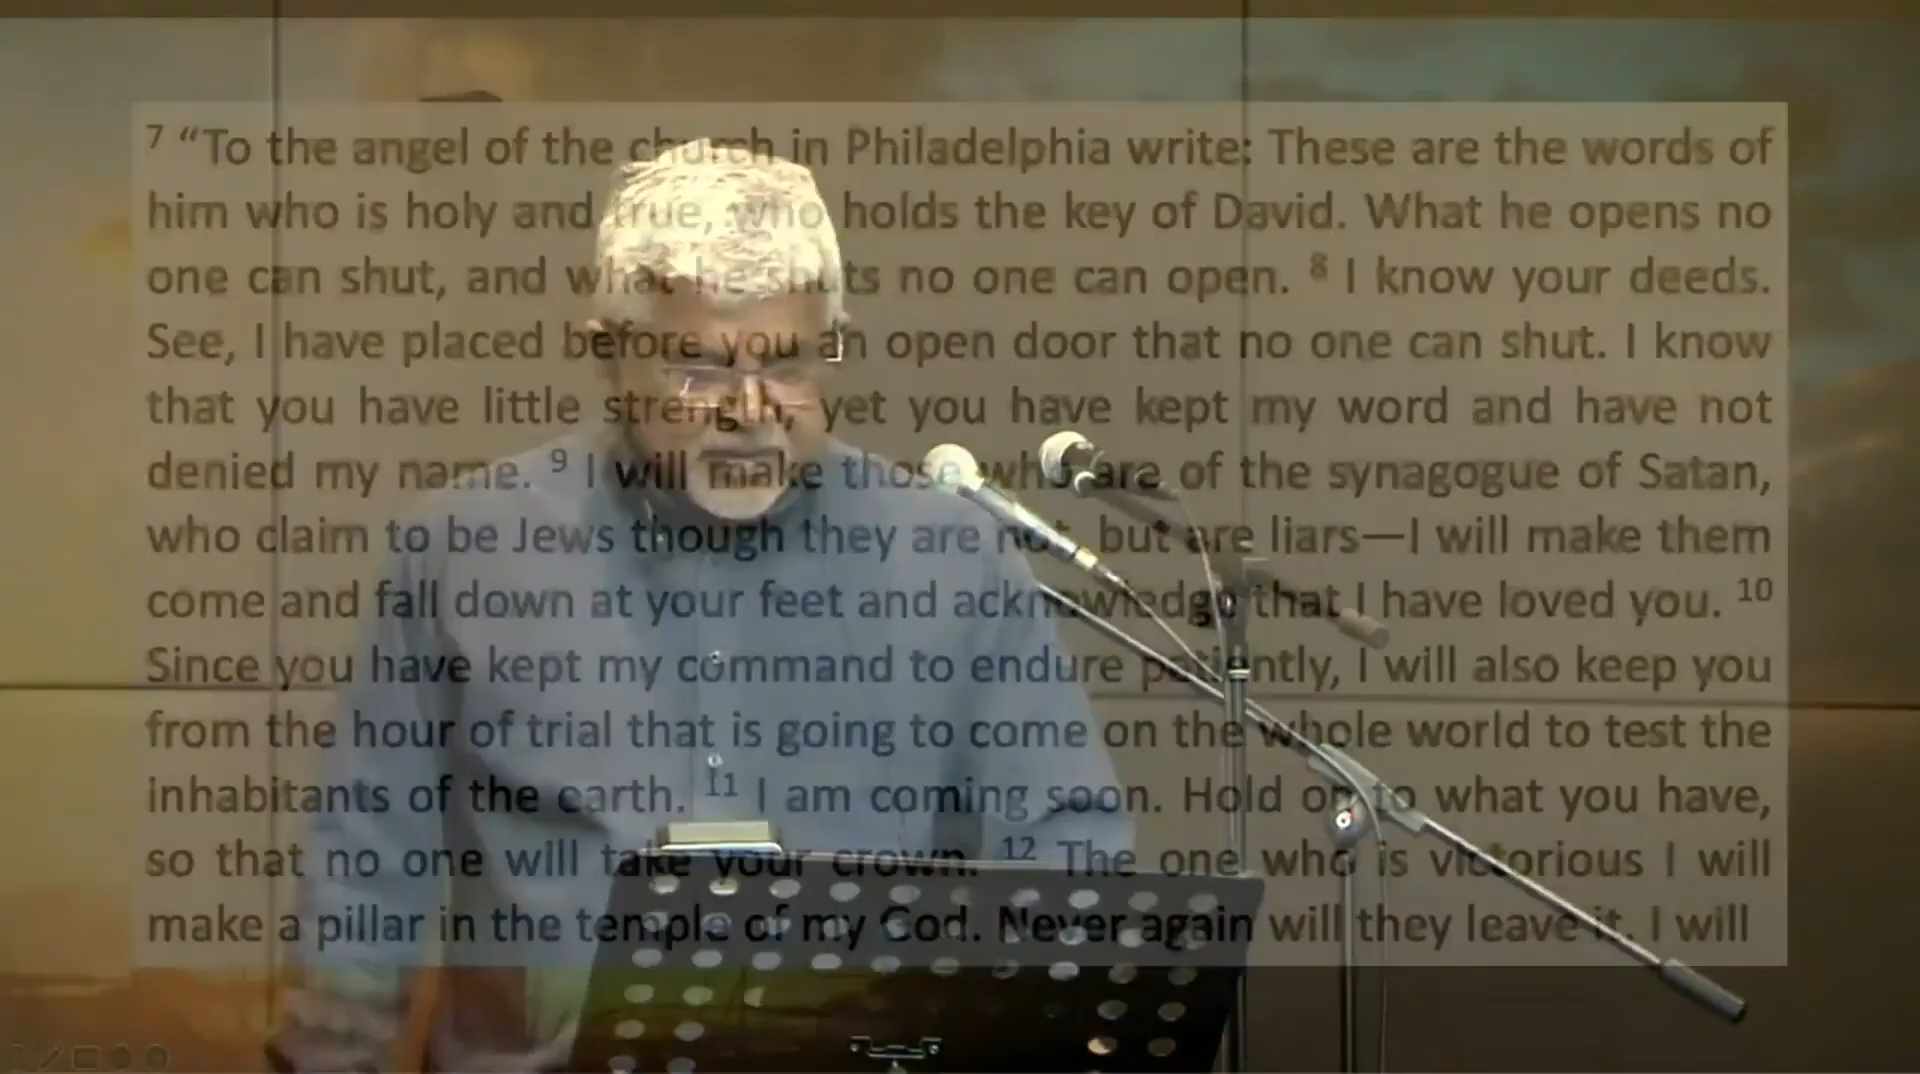 7 “To the angel of the church in Philadelphia write: These are the words of
him who is holy and true, who holds the key of David. What he opens no
one can shut, and what he shuts no one can open. 8 I know your deeds.
See, I have placed before you an open door that no one can shut. I know
that you have little strength, yet you have kept my word and have not
denied my name. 9 I will make those who are of the synagogue of Satan,
who claim to be Jews though they are not, but are liars—I will make them
come and fall down at your feet and acknowledge that I have loved you. 10
Since you have kept my command to endure patiently, I will also keep you
from the hour of trial that is going to come on the whole world to test the
inhabitants of the earth. 11 I am coming soon. Hold on to what you have,
so that no one will take your crown. 12 The one who is victorious I will
make a pillar in the temple of my God. Never again will they leave it. I will